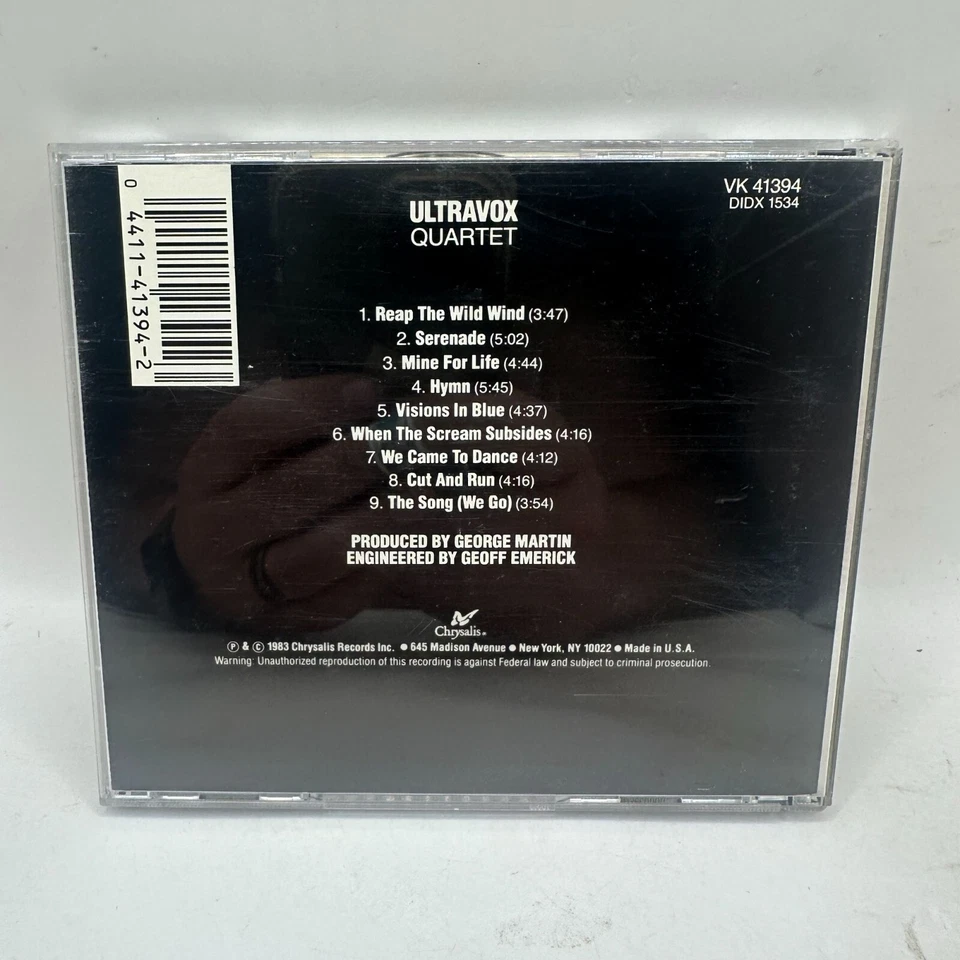 0 4411-41394-2
VK 41394
DIDX 1534
ULTRAVOX
QUARTET
1. Reap The Wild Wind (3:47)
2. Serenade (5:02)
3. Mine For Life (4:44)
4. Hymn (5:45)
5. Visions In Blue (4:37)
6. When The Scream Subsides (4:16)
7. We Came To Dance (4:12)
8. Cut And Run (4:16)
9. The Song (We Go) (3:54)
PRODUCED BY GEORGE MARTIN
ENGINEERED BY GEOFF EMERICK
Chrysalis®
℗ & © 1983 Chrysalis Records Inc. ● 645 Madison Avenue ● New York, NY 10022 ● Made in U.S.A.
Warning: Unauthorized reproduction of this recording is against Federal law and subject to criminal prosecution.